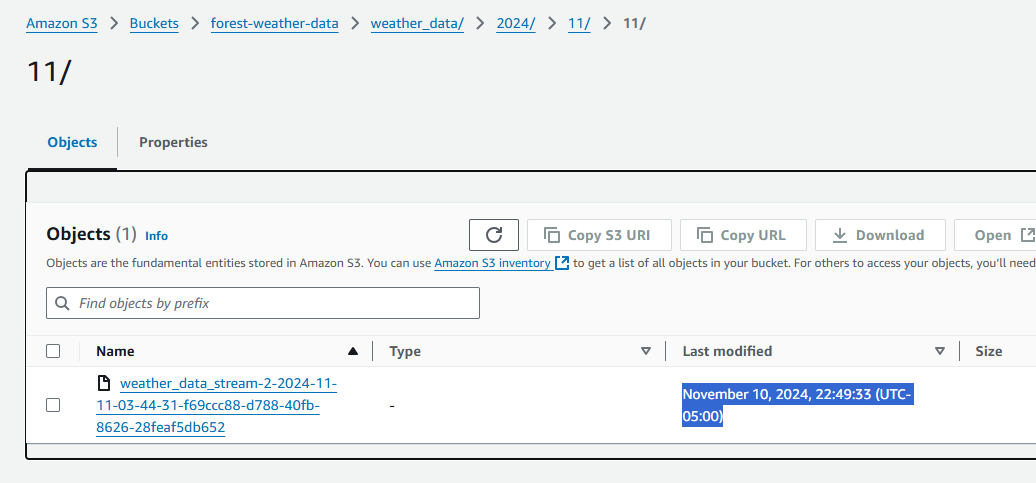 Amazon S3 > Buckets > forest-weather-data > weather_data/ > 2024/ > 11/ > 11/
11/
Objects Properties
Objects (1) Info Copy S3 URI Copy URL Download Open
Objects are the fundamental entities stored in Amazon S3. You can use Amazon S3 inventory to get a list of all objects in your bucket. For others to access your objects, you'll need
Find objects by prefix
Name Type Last modified Size
weather_data_stream-2-2024-11-
11-03-44-31-f69ccc88-d788-40fb-
8626-28feaf5db652
-
November 10, 2024, 22:49:33 (UTC-
05:00)